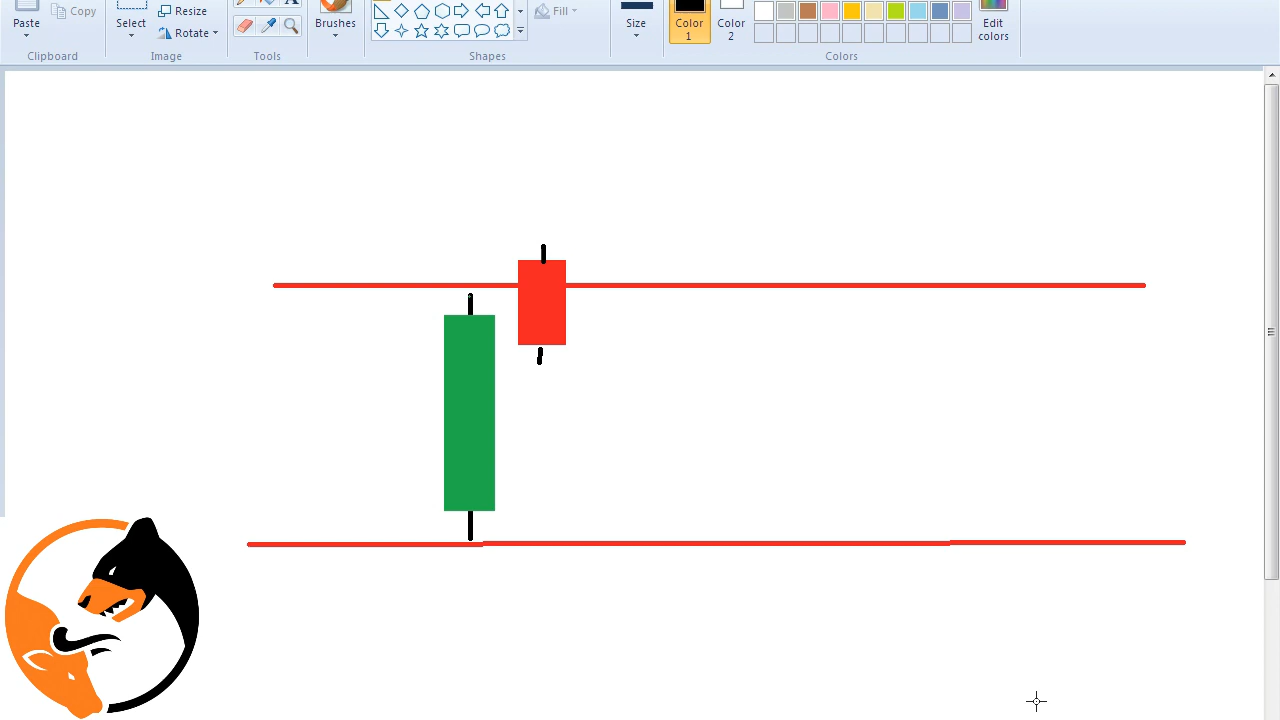 Paste
Copy
Select
Resize
Rotate
A
Brushes
Fill
Size
Color
1
Color
2
Edit
colors
Clipboard
Image
Tools
Shapes
Colors